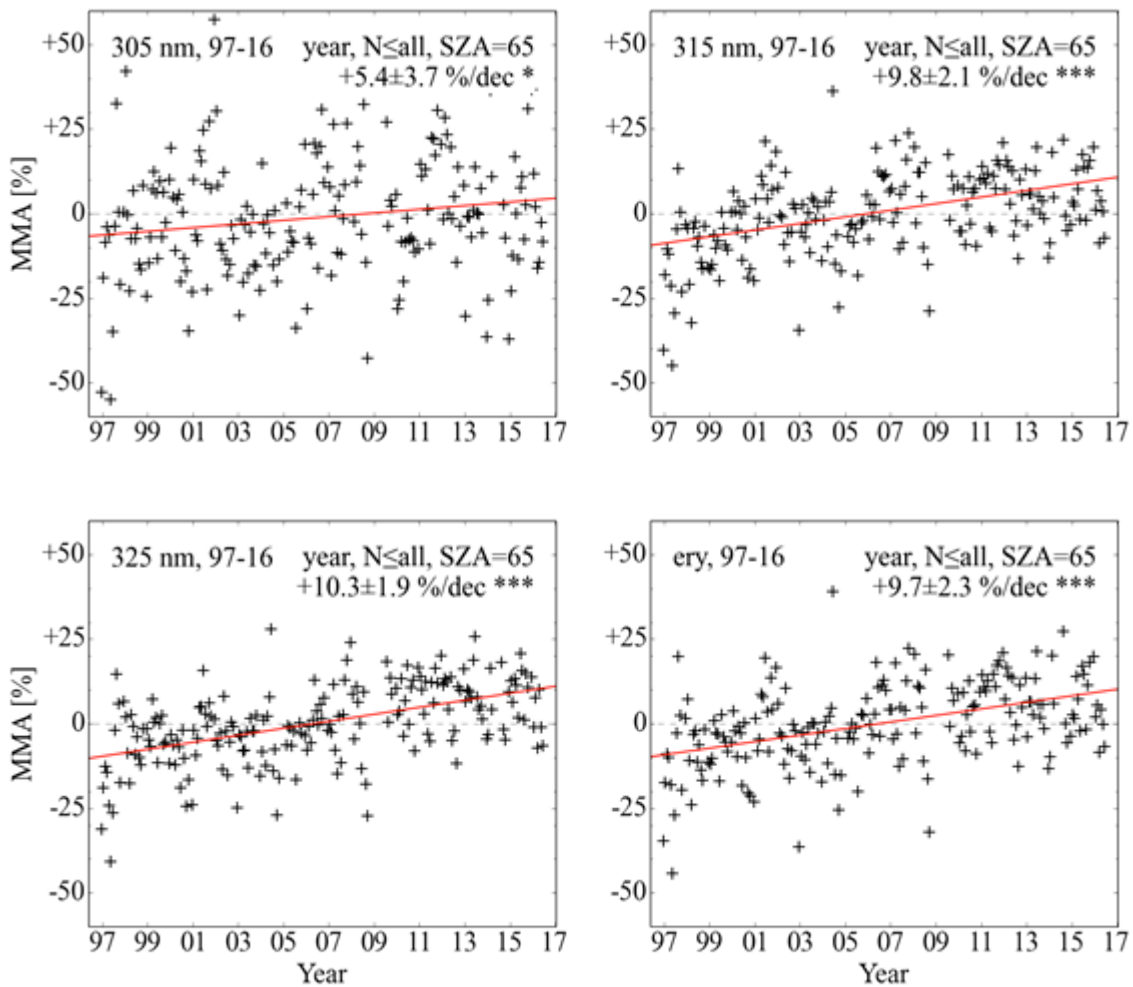 305 nm, 97-16 year, N≤all, SZA=65
+5.4±3.7 %/dec *
MMA [%]
+50
+25
0
-25
-50
97 99 01 03 05 07 09 11 13 15 17
315 nm, 97-16 year, N≤all, SZA=65
+9.8±2.1 %/dec ***
+50
+25
0
-25
-50
97 99 01 03 05 07 09 11 13 15 17
325 nm, 97-16 year, N≤all, SZA=65
+10.3±1.9 %/dec ***
MMA [%]
+50
+25
0
-25
-50
97 99 01 03 05 07 09 11 13 15 17
Year
ery, 97-16 year, N≤all, SZA=65
+9.7±2.3 %/dec ***
+50
+25
0
-25
-50
97 99 01 03 05 07 09 11 13 15 17
Year